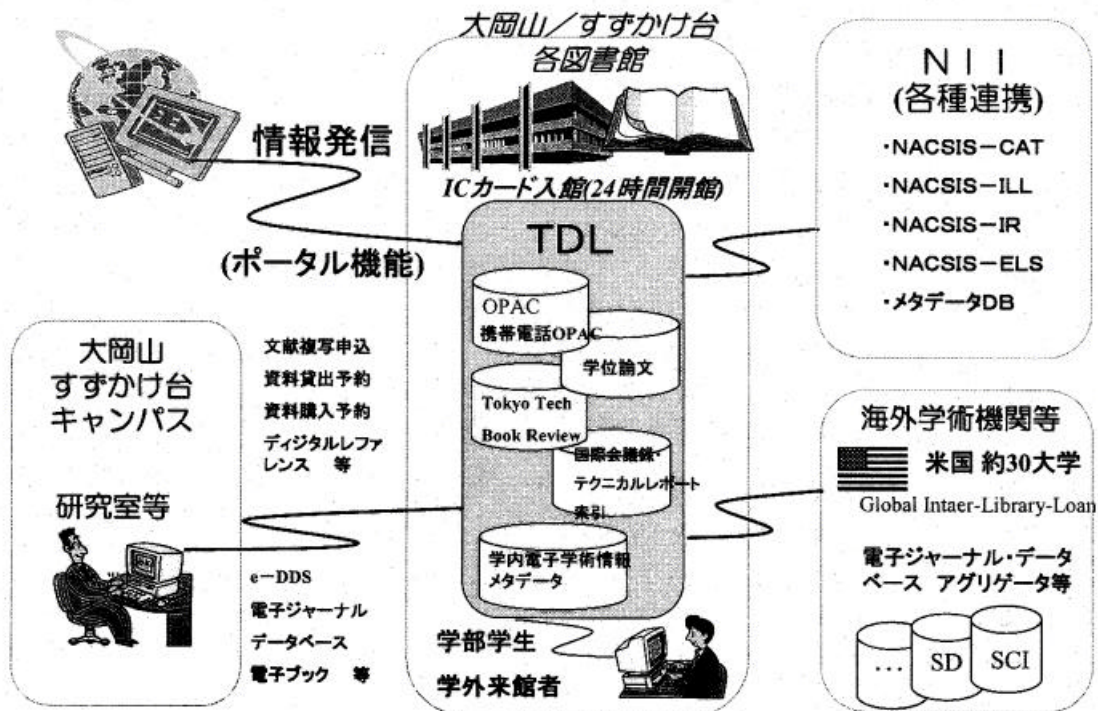 大岡山／すずかけ台
各図書館
ICカード入館(24時間開館)
情報発信
(ポータル機能)
TDL
OPAC
携帯電話OPAC
学位論文
Tokyo Tech
Book Review
国際会議録・
テクニカルレポート
索引
学内電子学術情報
メタデータ
学部学生
学外来館者
ＮＩＩ
(各種連携)
・NACSIS－CAT
・NACSIS－ILL
・NACSIS－IR
・NACSIS－ELS
・メタデータDB
大岡山
すずかけ台
キャンパス
研究室等
文献複写申込
資料貸出予約
資料購入予約
ディジタルレファ
レンス　等
e－DDS
電子ジャーナル
データベース
電子ブック　等
海外学術機関等
米国 約30大学
Global Intaer-Library-Loan
電子ジャーナル・データ
ベース アグリゲータ等
…
SD
SCI